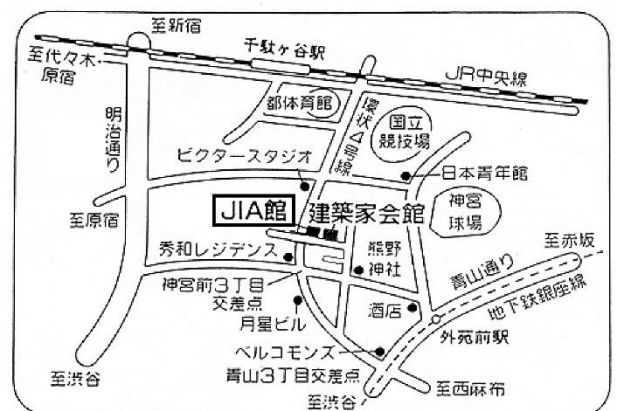 至新宿
千駄ヶ谷駅
至代々木・
原宿
JR中央線
都体育館
明治通り
環状4号線
国立
競技場
ビクタースタジオ
日本青年館
JIA館
建築家会館
神宮
球場
至原宿
秀和レジデンス
熊野
神社
至赤坂
青山通り
地下鉄銀座線
神宮前3丁目
交差点
酒店
月星ビル
外苑前駅
ベルコモンズ
青山3丁目交差点
至渋谷
至西麻布
至渋谷